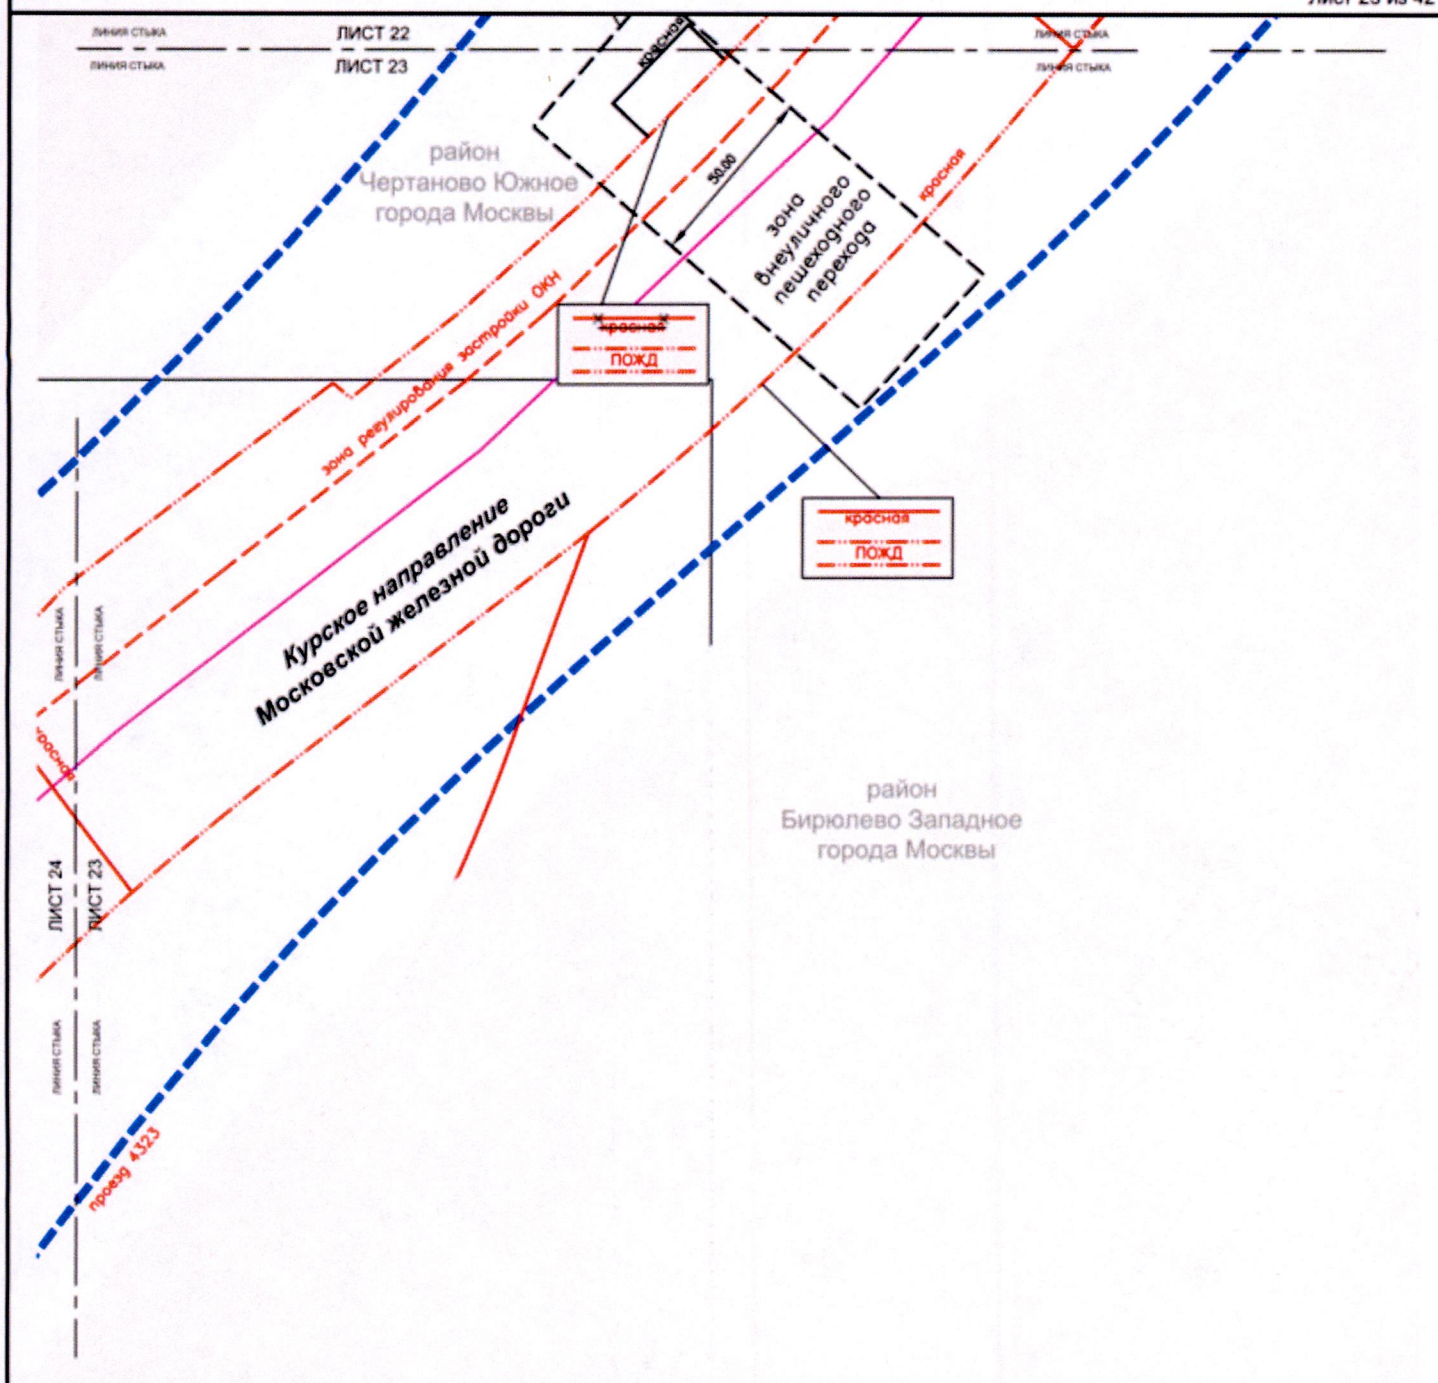 Лист 23 из 42
ЛИНИЯ СТЫКА
ЛИСТ 22
ЛИНИЯ СТЫКА
ЛИНИЯ СТЫКА
ЛИСТ 23
ЛИНИЯ СТЫКА
красная
район
Чертаново Южное
города Москвы
50.00
зона
внеуличного
пешеходного
перехода
красная
зона регулирования застройки ОКН
красная
ПОЖД
красная
ПОЖД
Курское направление
Московской железной дороги
ЛИНИЯ СТЫКА
ЛИНИЯ СТЫКА
красная
район
Бирюлево Западное
города Москвы
ЛИСТ 24
ЛИСТ 23
ЛИНИЯ СТЫКА
ЛИНИЯ СТЫКА
проезд 4323